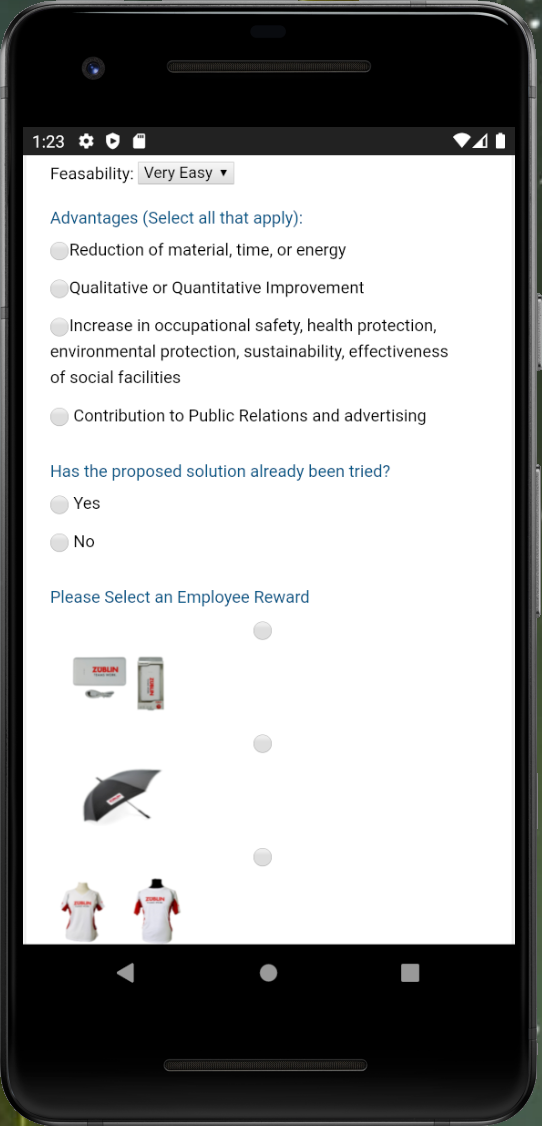 1:23
Feasability: Very Easy
Advantages (Select all that apply):
Reduction of material, time, or energy
Qualitative or Quantitative Improvement
Increase in occupational safety, health protection,
environmental protection, sustainability, effectiveness
of social facilities
Contribution to Public Relations and advertising
Has the proposed solution already been tried?
Yes
No
Please Select an Employee Reward
ZÜBLIN
ZÜBLIN
ZÜBLIN